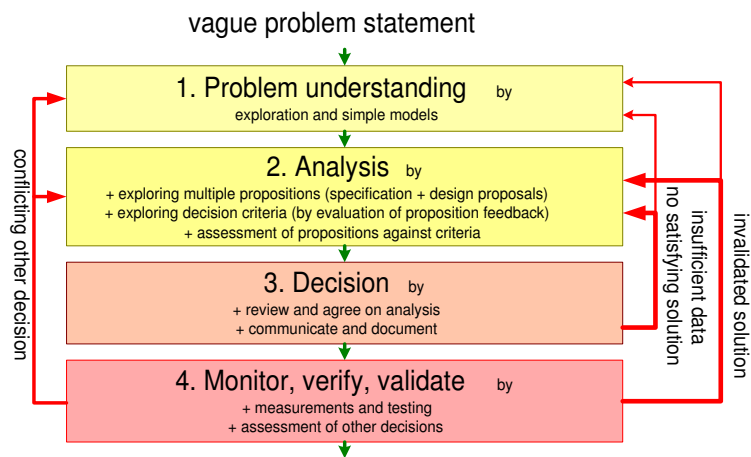 vague problem statement
1. Problem understanding by
exploration and simple models
2. Analysis by
+ exploring multiple propositions (specification + design proposals)
+ exploring decision criteria (by evaluation of proposition feedback)
+ assessment of propositions against criteria
3. Decision by
+ review and agree on analysis
+ communicate and document
4. Monitor, verify, validate by
+ measurements and testing
+ assessment of other decisions
conflicting other decision
insufficient data
no satisfying solution
invalidated solution